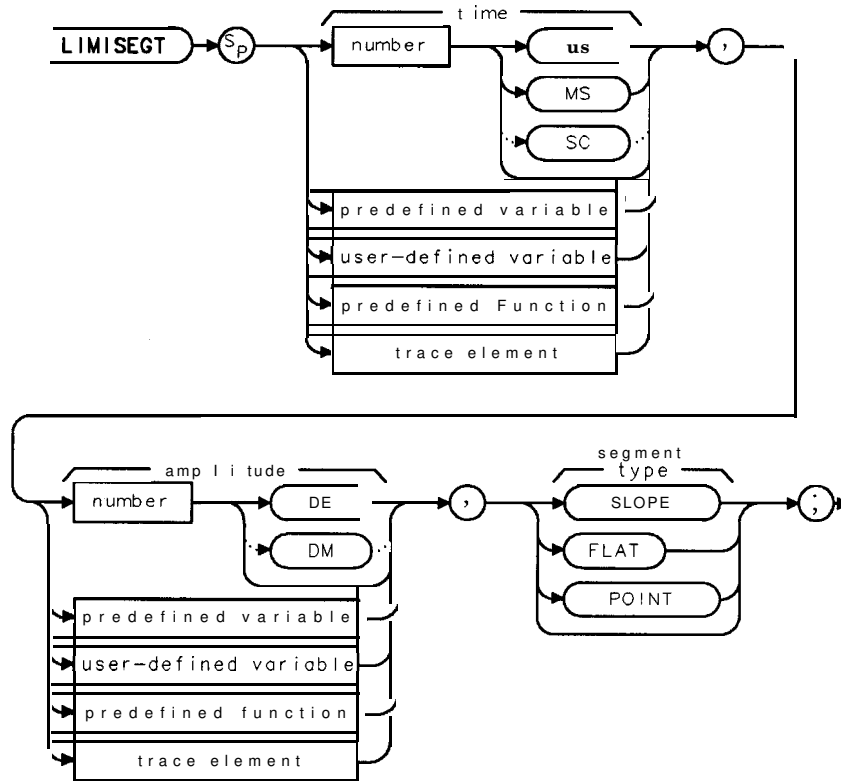 time
LIMISEGT
SP
number
us
,
MS
SC
predefined variable
user-defined variable
predefined Function
trace element
amplIitude
segment
type
number
DE
,
SLOPE
;
DM
FLAT
POINT
predefined variable
user-defined variable
predefined function
trace element